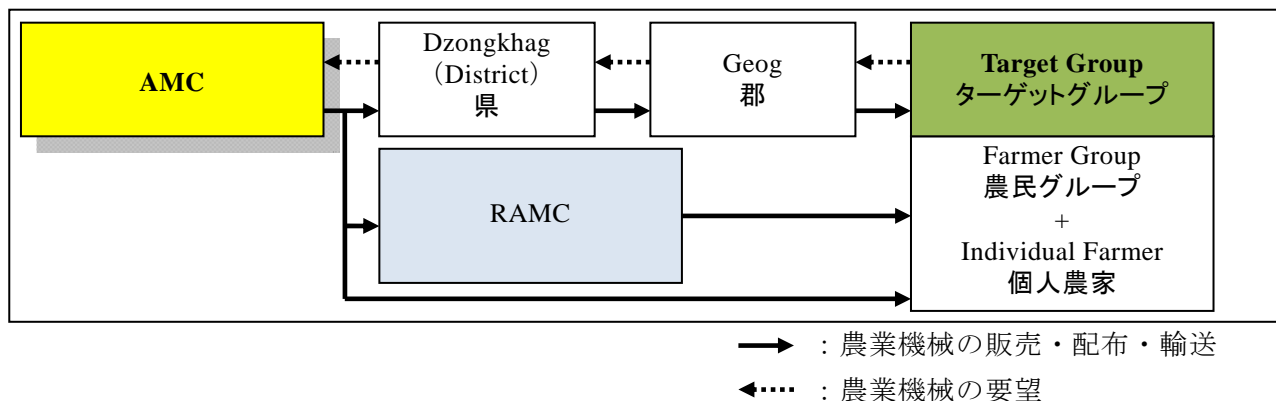 AMC
Dzongkhag
(District)
県
Geog
郡
Target Group
ターゲットグループ
RAMC
Farmer Group
農民グループ
+
Individual Farmer
個人農家
：農業機械の販売・配布・輸送
：農業機械の要望